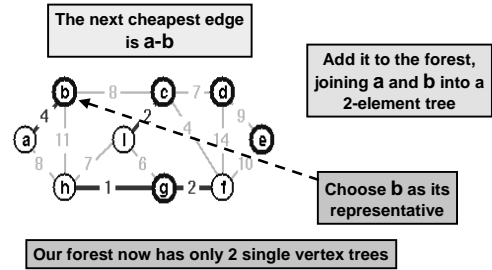 The next cheapest edge
is a-b
Add it to the forest,
joining a and b into a
2-element tree
b 8 c 7 d
4 2 9
a 11 I 4 14 e
8 7 6 10
h 1 g 2 f
Choose b as its
representative
Our forest now has only 2 single vertex trees